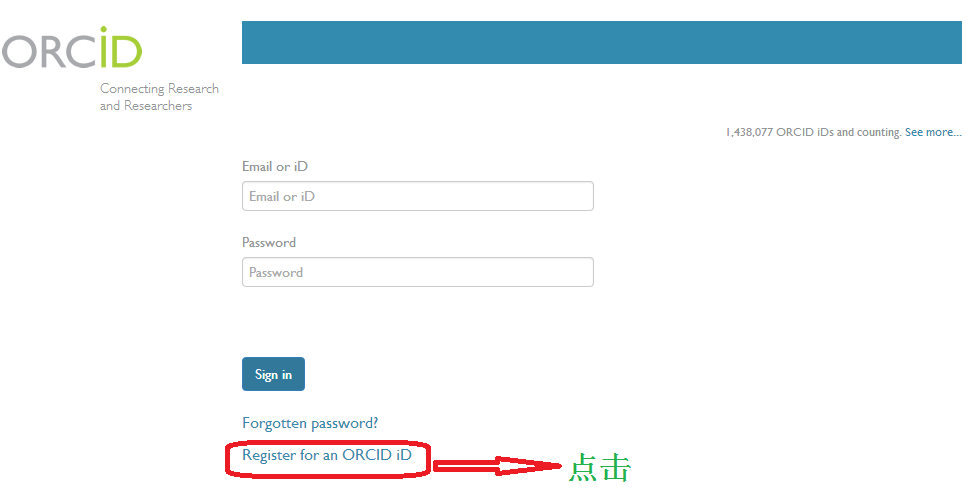 ORCID
Connecting Research
and Researchers
1,438,077 ORCID iDs and counting. See more...
Email or iD
Email or iD
Password
Password
Sign in
Forgotten password?
Register for an ORCID iD
点击